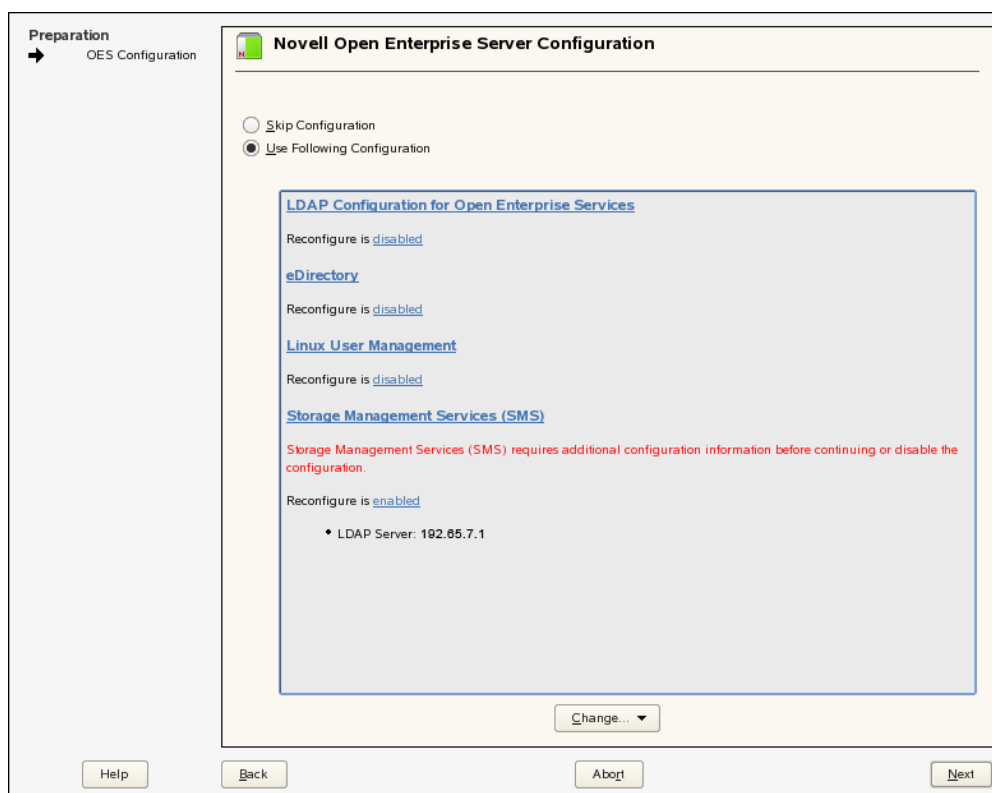 Preparation
OES Configuration
N
Novell Open Enterprise Server Configuration
Skip Configuration
Use Following Configuration
LDAP Configuration for Open Enterprise Services
Reconfigure is disabled
eDirectory
Reconfigure is disabled
Linux User Management
Reconfigure is disabled
Storage Management Services (SMS)
Storage Management Services (SMS) requires additional configuration information before continuing or disable the
configuration.
Reconfigure is enabled
• LDAP Server: 192.65.7.1
Change...
Help
Back
Abort
Next